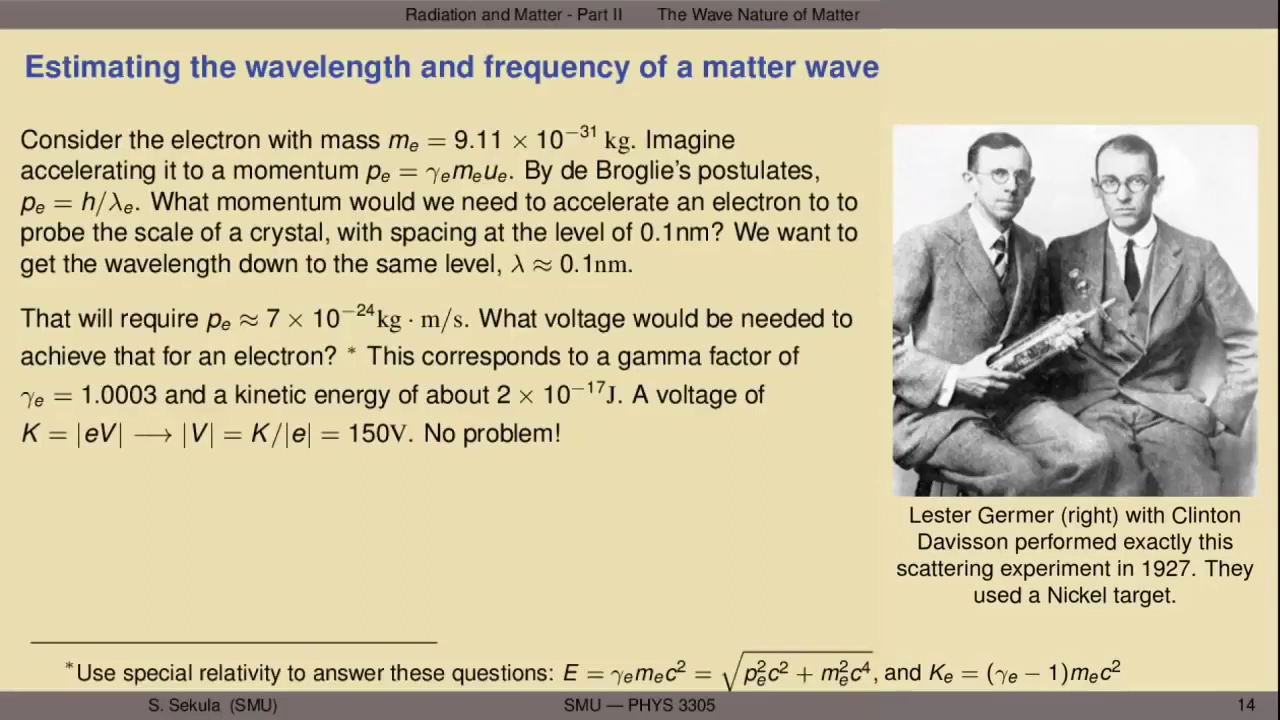 Radiation and Matter - Part II The Wave Nature of Matter
Estimating the wavelength and frequency of a matter wave
Consider the electron with mass mₑ = 9.11 × 10⁻³¹ kg. Imagine
accelerating it to a momentum pₑ = γₑmₑuₑ. By de Broglie's postulates,
pₑ = h/λₑ. What momentum would we need to accelerate an electron to to
probe the scale of a crystal, with spacing at the level of 0.1nm? We want to
get the wavelength down to the same level, λ ≈ 0.1nm.
That will require pₑ ≈ 7 × 10⁻²⁴kg · m/s. What voltage would be needed to
achieve that for an electron? * This corresponds to a gamma factor of
γₑ = 1.0003 and a kinetic energy of about 2 × 10⁻¹⁷J. A voltage of
K = |eV| ⟶ |V| = K/|e| = 150V. No problem!
Lester Germer (right) with Clinton
Davisson performed exactly this
scattering experiment in 1927. They
used a Nickel target.
*Use special relativity to answer these questions: E = γₑmₑc² = √(pₑ²c² + mₑ²c⁴), and Kₑ = (γₑ − 1)mₑc²
S. Sekula (SMU) SMU — PHYS 3305 14